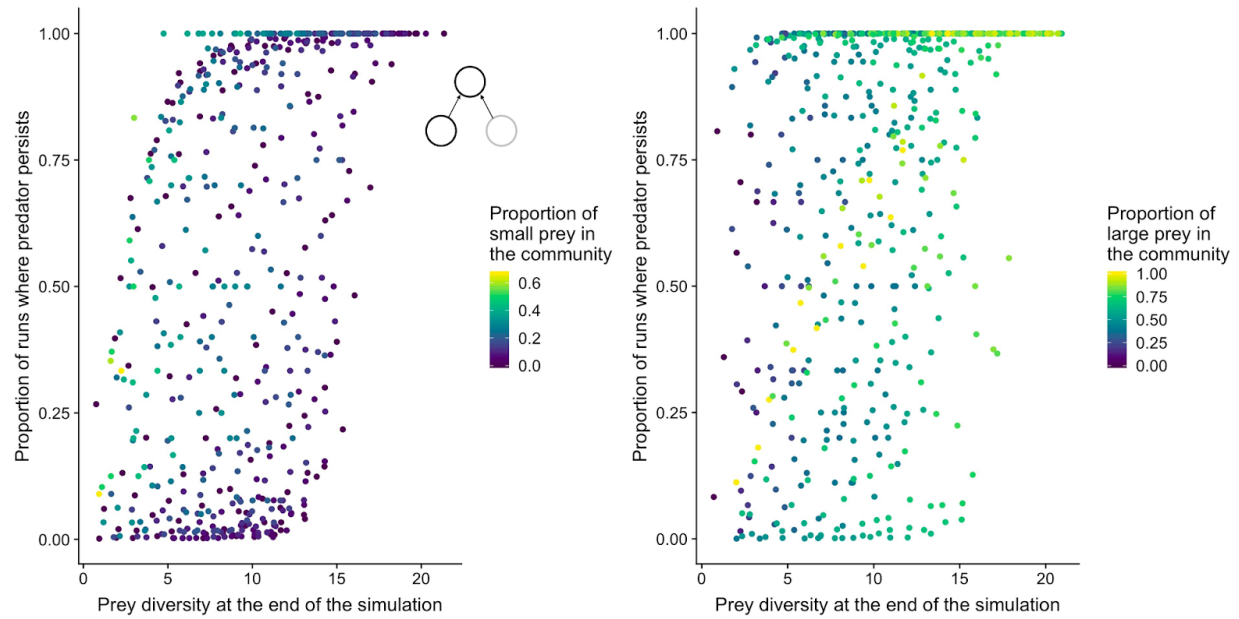 1.00
0.75
0.50
0.25
0.00
Proportion of runs where predator persists
0
5
10
15
20
Prey diversity at the end of the simulation
Proportion of
small prey in
the community
0.6
0.4
0.2
0.0
1.00
0.75
0.50
0.25
0.00
Proportion of runs where predator persists
0
5
10
15
20
Prey diversity at the end of the simulation
Proportion of
large prey in
the community
1.00
0.75
0.50
0.25
0.00